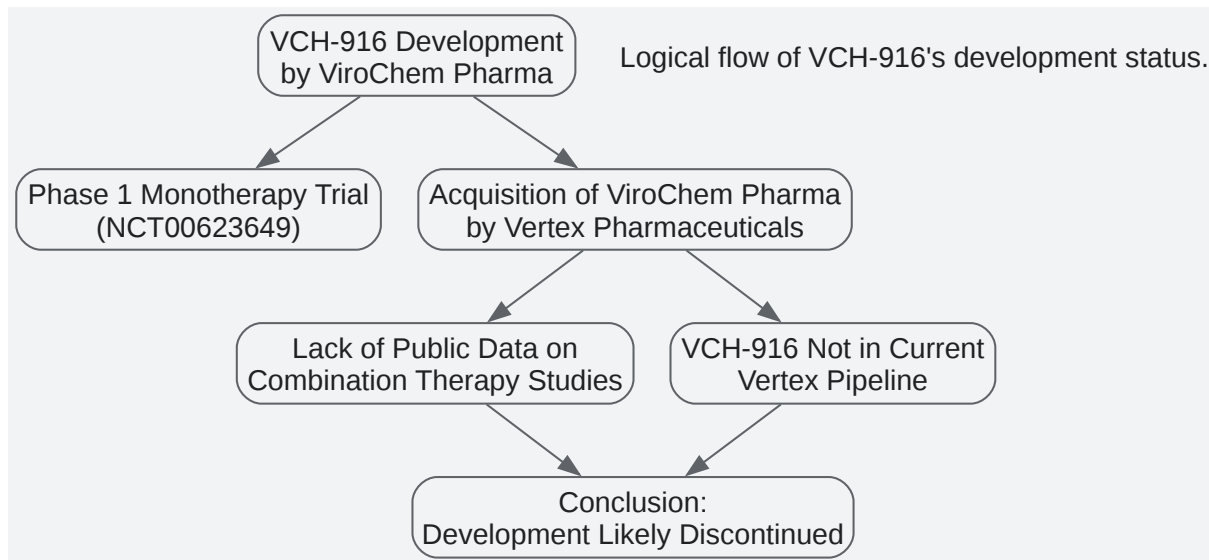 VCH-916 Development
by ViroChem Pharma
Logical flow of VCH-916's development status.
Phase 1 Monotherapy Trial
(NCT00623649)
Acquisition of ViroChem Pharma
by Vertex Pharmaceuticals
Lack of Public Data on
Combination Therapy Studies
VCH-916 Not in Current
Vertex Pipeline
Conclusion:
Development Likely Discontinued